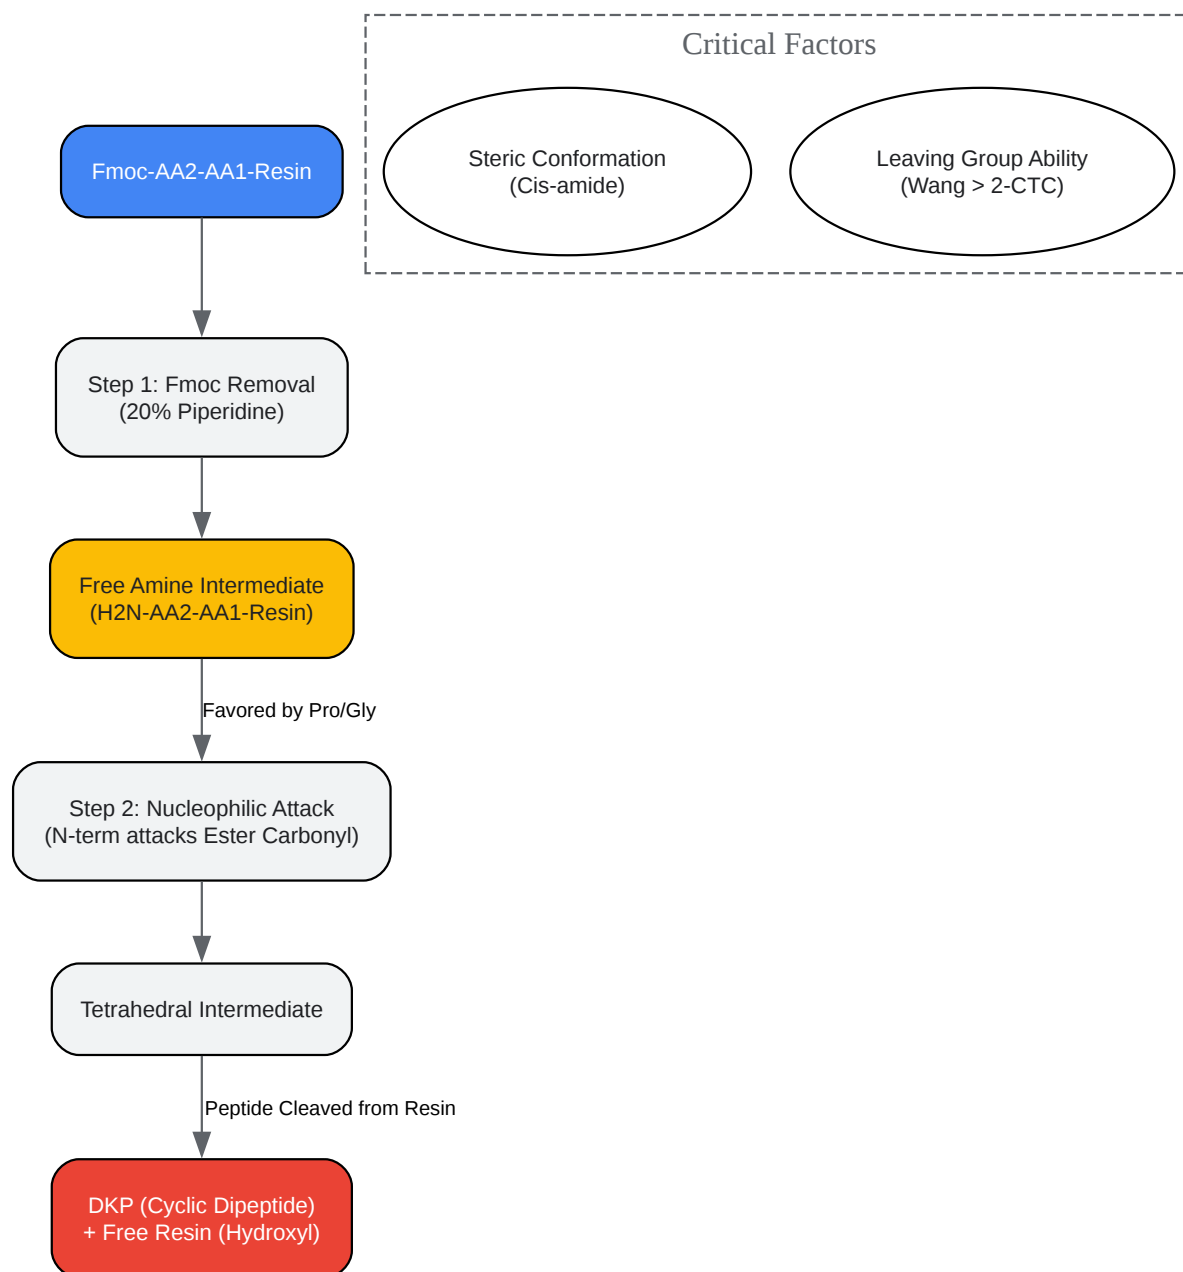 Critical Factors
Fmoc-AA2-AA1-Resin
Steric Conformation
(Cis-amide)
Leaving Group Ability
(Wang > 2-CTC)
Step 1: Fmoc Removal
(20% Piperidine)
Free Amine Intermediate
(H2N-AA2-AA1-Resin)
Favored by Pro/Gly
Step 2: Nucleophilic Attack
(N-term attacks Ester Carbonyl)
Tetrahedral Intermediate
Peptide Cleaved from Resin
DKP (Cyclic Dipeptide)
+ Free Resin (Hydroxyl)